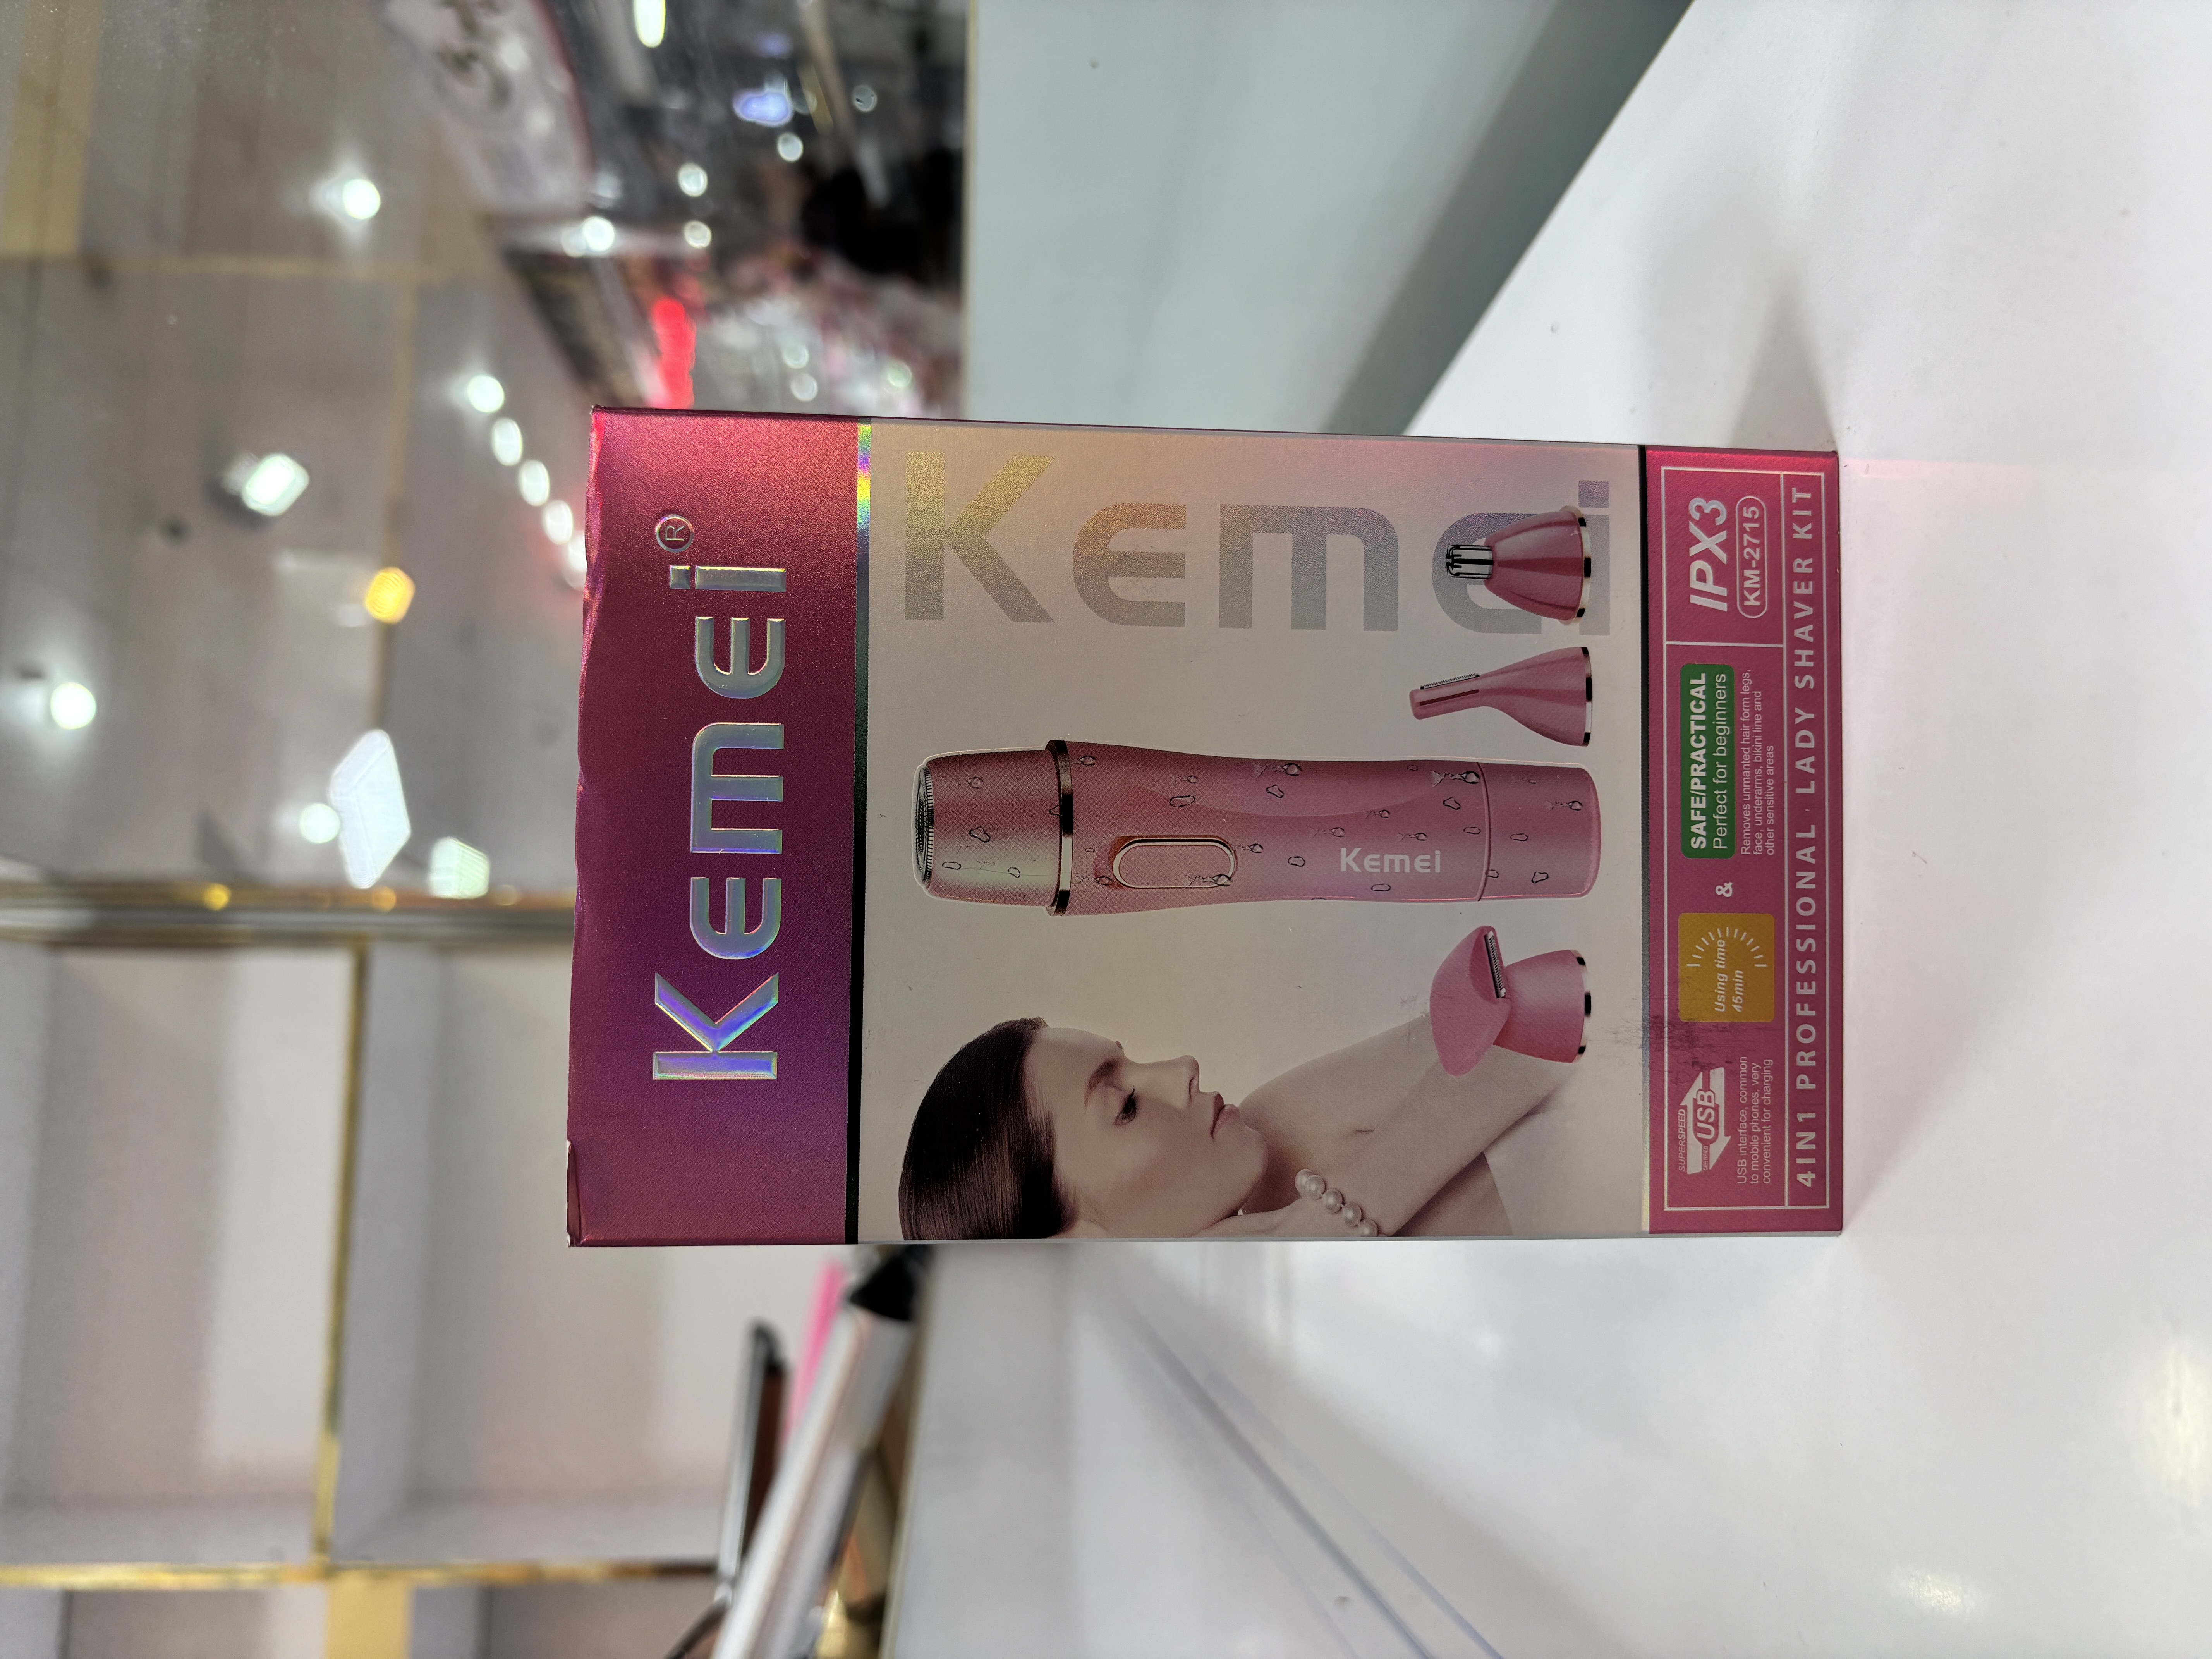 Kemei®
Kemei
Kemei
SUPERSPEED
USB
USB interface, common
to mobile phones, very
convenient for charging
Using time
45min
&
SAFE/PRACTICAL
Perfect for beginners
Removes unmanted hair form legs,
face, underarms, bikini line and
other sensitive areas
IPX3
KM-2715
4IN1 PROFESSIONAL LADY SHAVER KIT